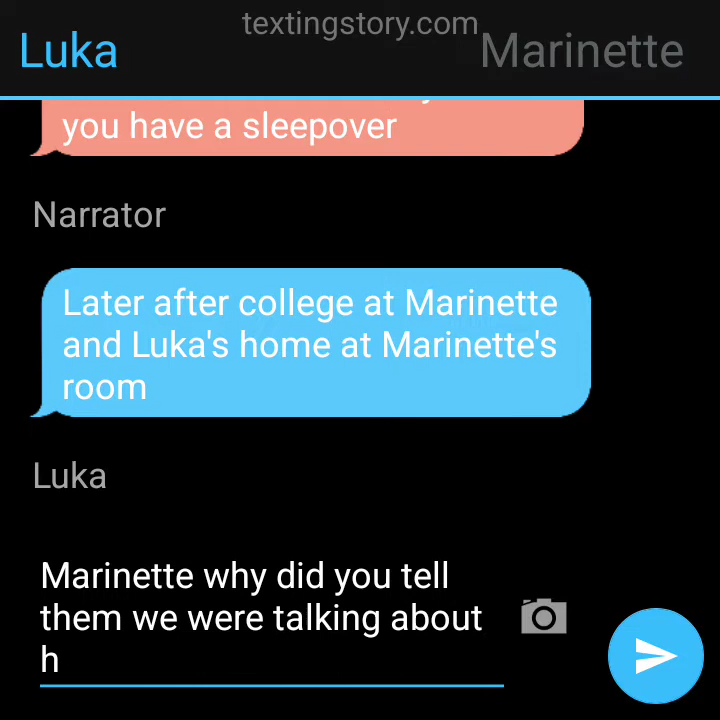 textingstory.com
Luka
Marinette
you have a sleepover
Narrator
Later after college at Marinette
and Luka's home at Marinette's
room
Luka
Marinette why did you tell
them we were talking about
h